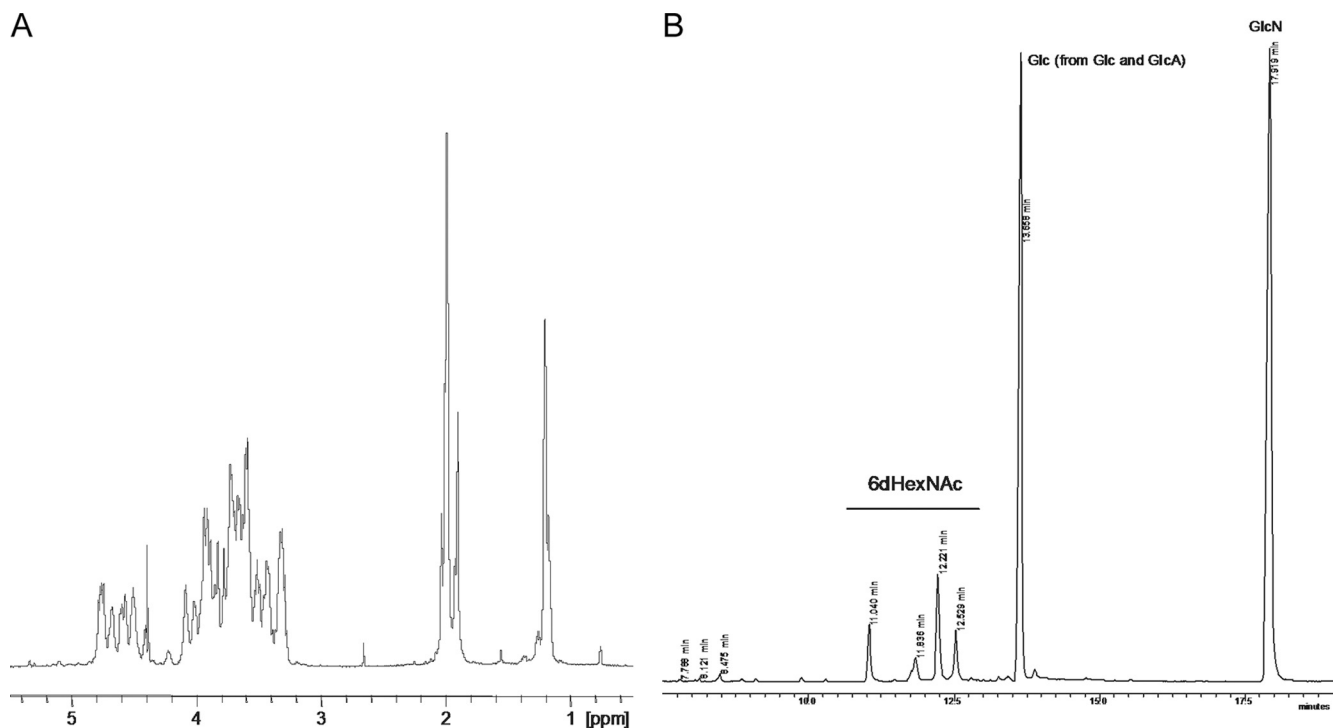 A
5
4
3
2
1 [ppm]
B
GlcN
17.919 min
Glc (from Glc and GlcA)
13.656 min
6dHexNAc
12.221 min
11.040 min
12.529 min
11.836 min
8.475 min
8.121 min
7.766 min
10.0
12.5
15.0
17.5
minutes